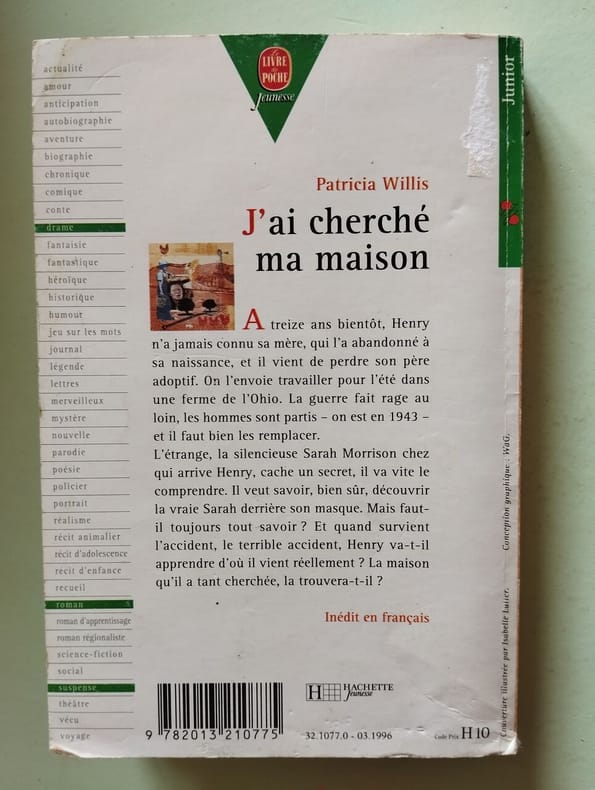 actualité
amour
anticipation
autobiographie
aventure
biographie
chronique
comique
conte
drame
fantaisie
fantastique
héroïque
historique
humour
jeu sur les mots
journal
légende
lettres
merveilleux
mystère
nouvelle
parodie
poésie
policier
portrait
réalisme
récit animalier
récit d'adolescence
récit d'enfance
recueil
roman
roman d'apprentissage
roman régionaliste
science-fiction
social
suspense
théâtre
vécu
voyage
Le
LIVRE
de
POCHE
Jeunesse
Junior
Patricia Willis
J'ai cherché
ma maison
A treize ans bientôt, Henry
n'a jamais connu sa mère, qui l'a abandonné à
sa naissance, et il vient de perdre son père
adoptif. On l'envoie travailler pour l'été dans
une ferme de l'Ohio. La guerre fait rage au
loin, les hommes sont partis – on est en 1943 –
et il faut bien les remplacer.
L'étrange, la silencieuse Sarah Morrison chez
qui arrive Henry, cache un secret, il va vite le
comprendre. Il veut savoir, bien sûr, découvrir
la vraie Sarah derrière son masque. Mais faut-
il toujours tout savoir ? Et quand survient
l'accident, le terrible accident, Henry va-t-il
apprendre d'où il vient réellement ? La maison
qu'il a tant cherchée, la trouvera-t-il ?
Inédit en français
Couverture illustrée par Isabelle Lutter. Conception graphique : WaG.
H HACHETTE
Jeunesse
9 782013 210775
32.1077.0 - 03.1996
Code Prix H 10